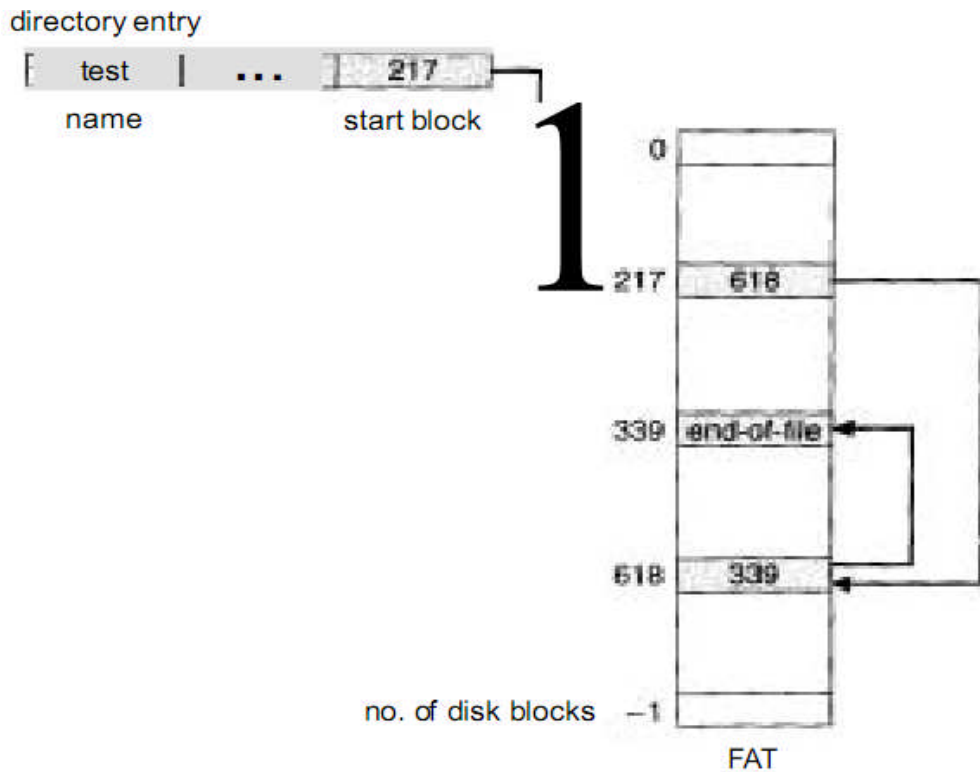 directory entry
test ... 217
name start block
1
0
217 618
339 end-of-file
618 339
no. of disk blocks –1
FAT